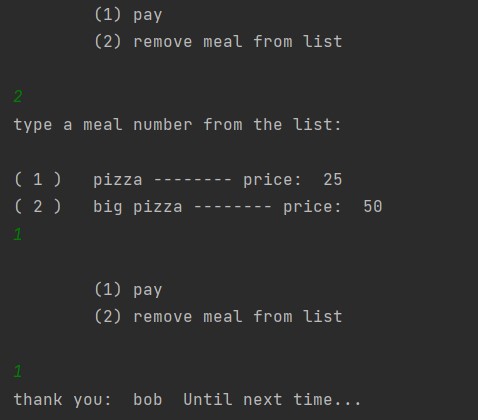 (1) pay
(2) remove meal from list
2
type a meal number from the list:
( 1 )   pizza -------- price:  25
( 2 )   big pizza -------- price:  50
1
(1) pay
(2) remove meal from list
1
thank you:  bob  Until next time...